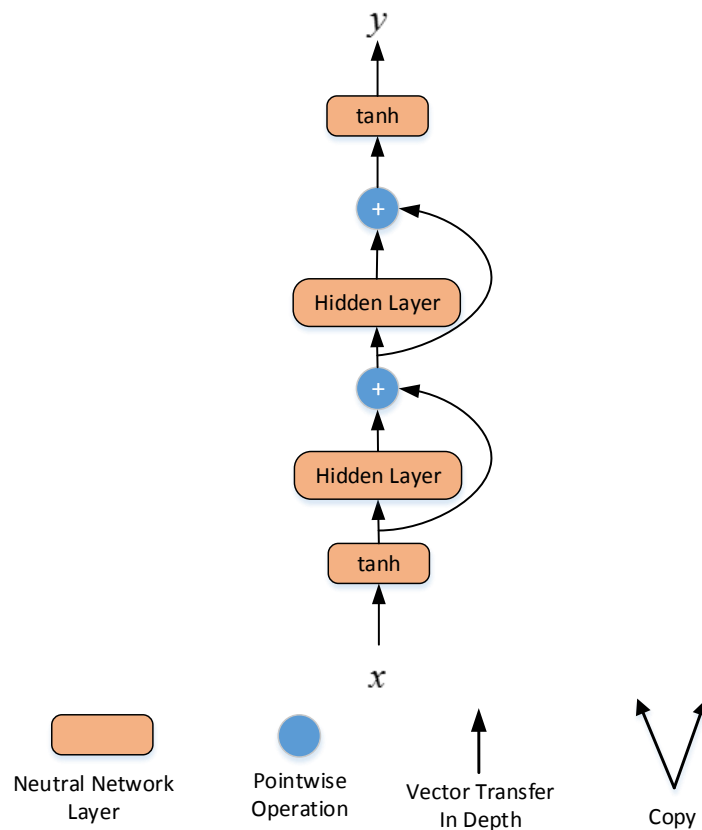 y
tanh
+
Hidden Layer
+
Hidden Layer
tanh
x
Neutral Network
Layer
Pointwise
Operation
Vector Transfer
In Depth
Copy